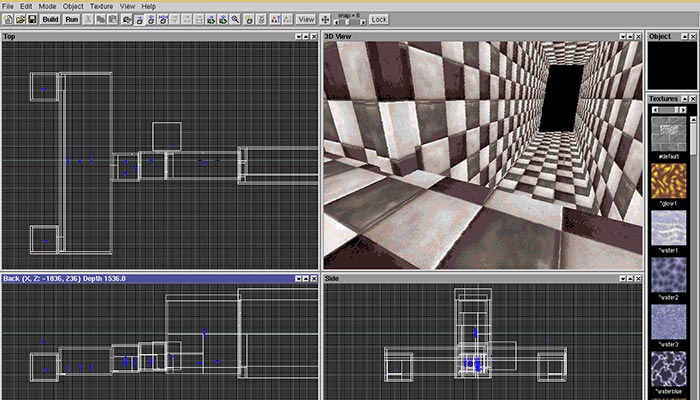 File Edit Mode Object Texture View Help
Build Run View snap = 8 Lock
Top
3D View
Object
Textures
#default
*glow1
*water1
*water2
*water3
*waterblue
Back (X, Z: -1836, 236) Depth 1536.0
Side